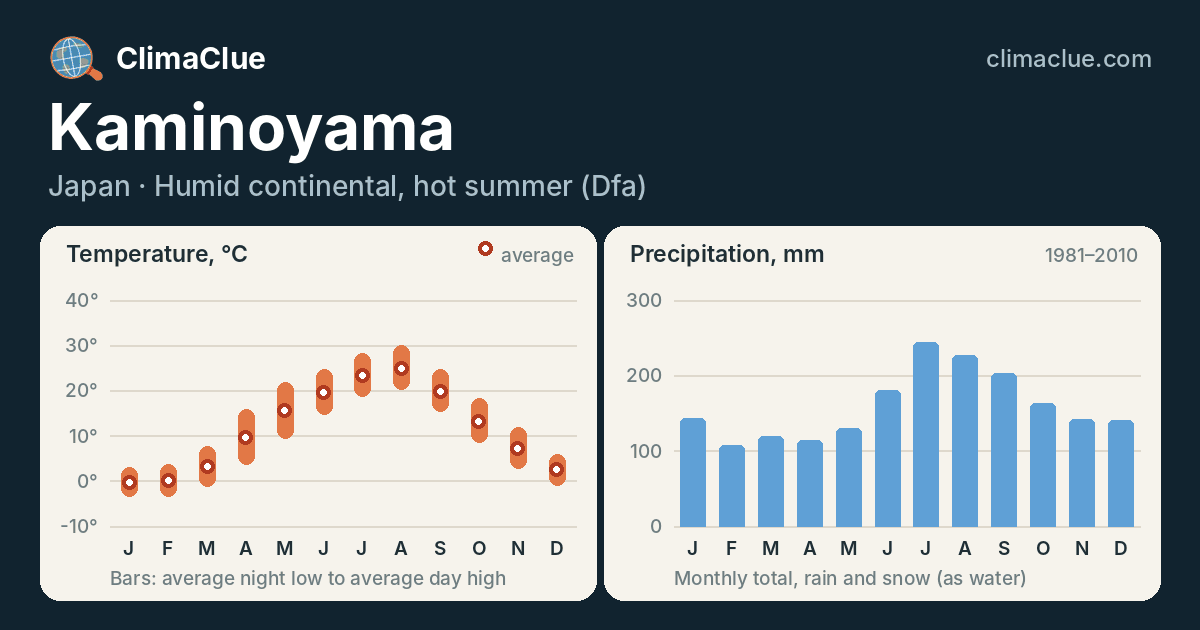 ClimaClue
climaclue.com
Kaminoyama
Japan · Humid continental, hot summer (Dfa)
Temperature, °C
average
40°
30°
20°
10°
0°
-10°
J F M A M J J A S O N D
Bars: average night low to average day high
Precipitation, mm
1981–2010
300
200
100
0
J F M A M J J A S O N D
Monthly total, rain and snow (as water)